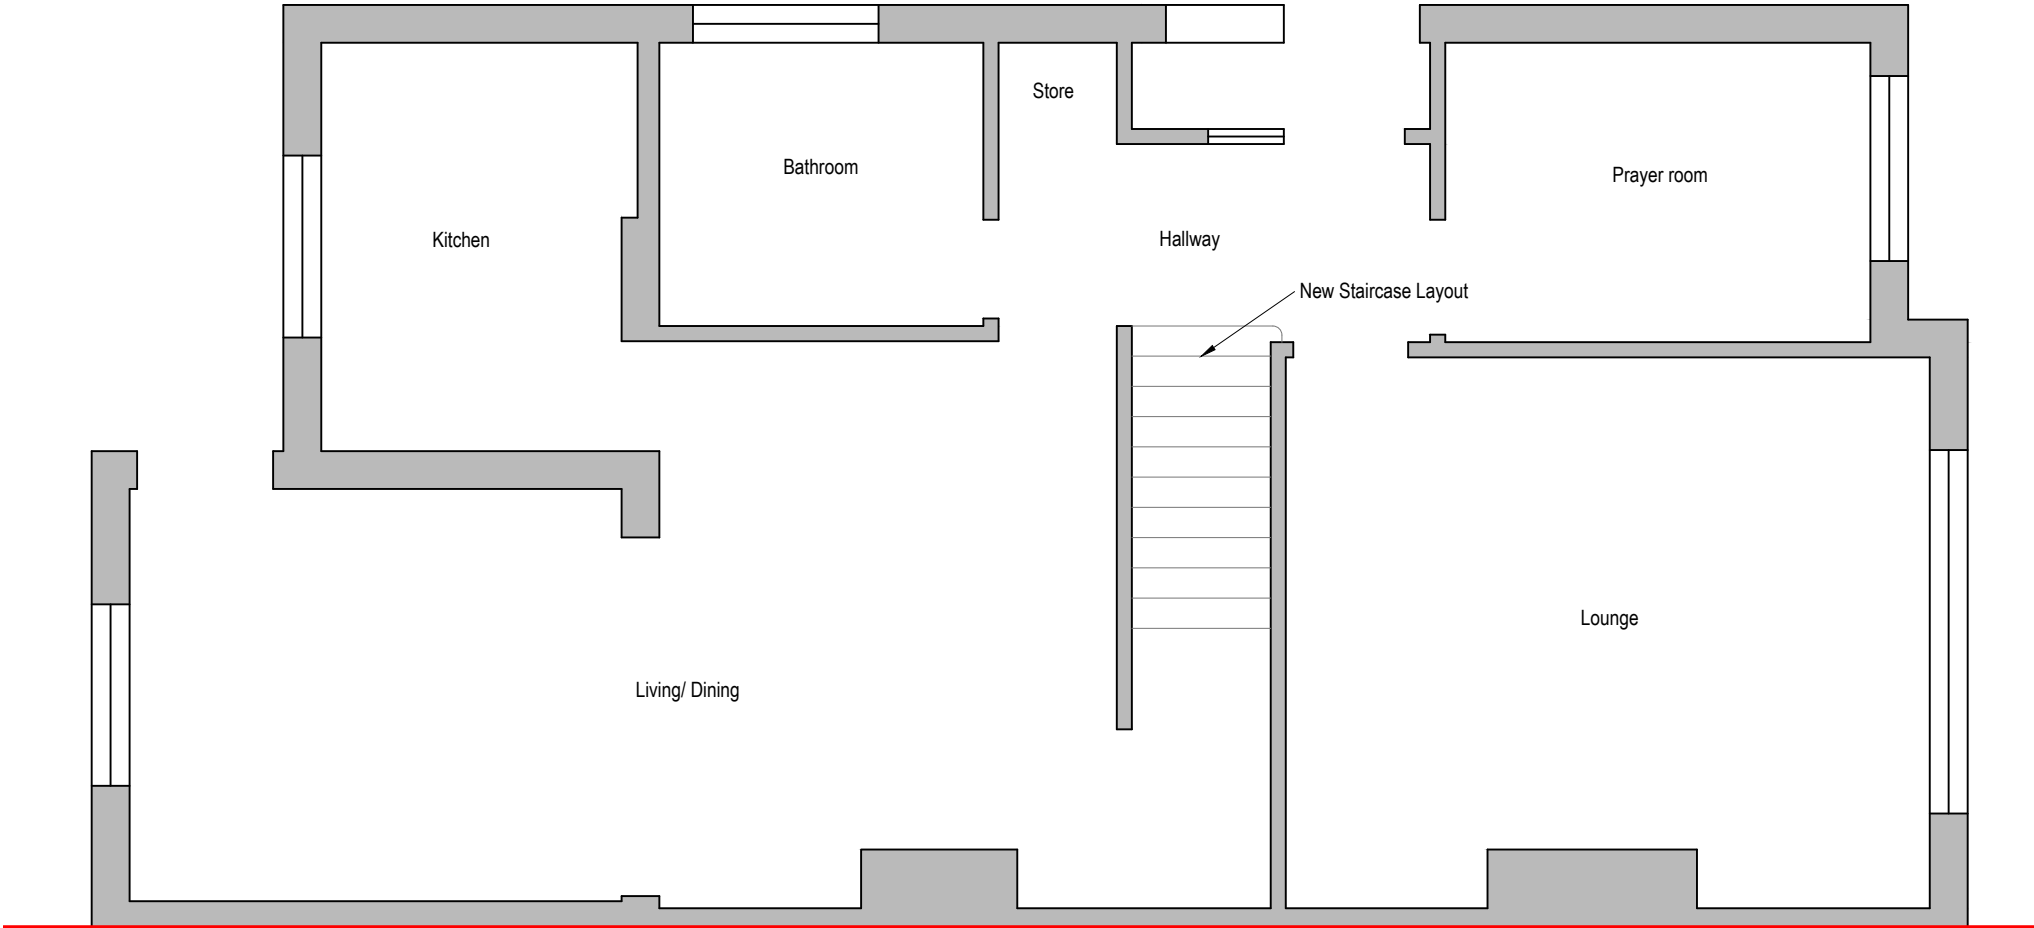 Store
Bathroom
Prayer room
Kitchen
Hallway
New Staircase Layout
Lounge
Living/ Dining